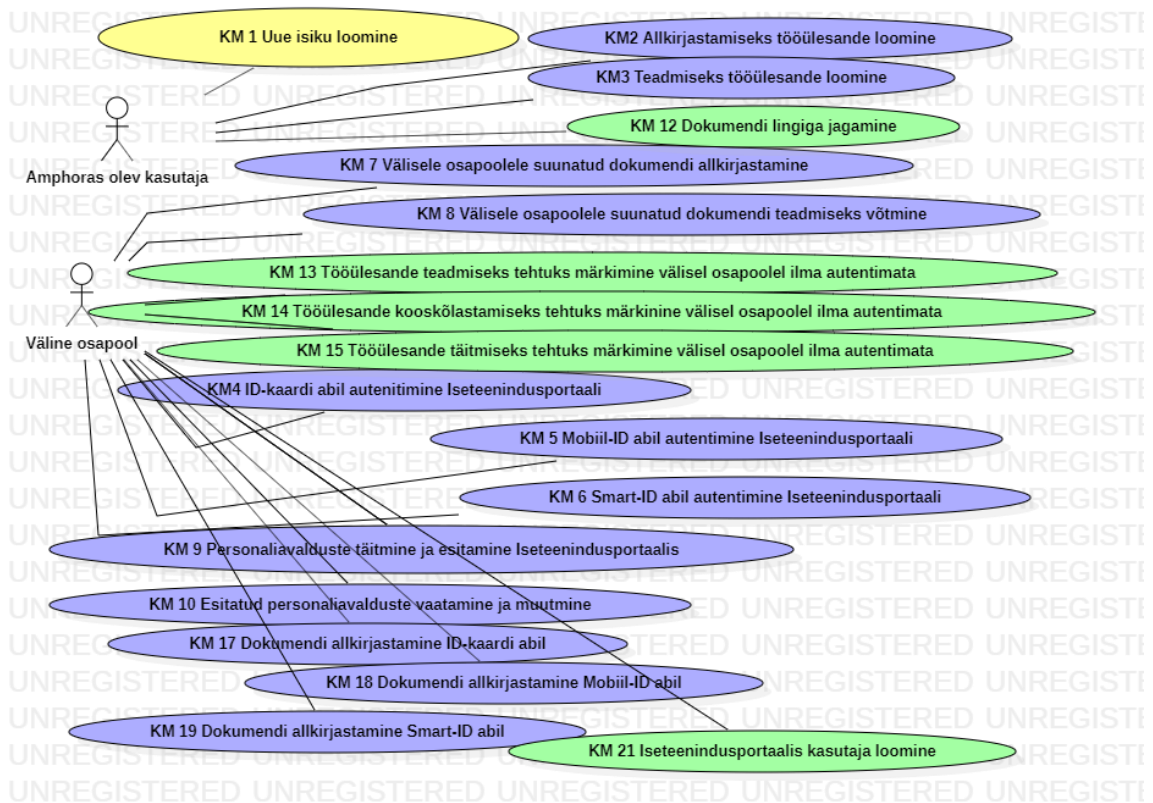 KM 1 Uue isiku loomine
KM2 Allkirjastamiseks tööülesande loomine
KM3 Teadmiseks tööülesande loomine
KM 12 Dokumendi lingiga jagamine
KM 7 Välisele osapoolele suunatud dokumendi allkirjastamine
Amphoras olev kasutaja
KM 8 Välisele osapoolele suunatud dokumendi teadmiseks võtmine
KM 13 Tööülesande teadmiseks tehtuks märkimine välisel osapoolel ilma autentimata
KM 14 Tööülesande kooskõlastamiseks tehtuks märkinine välisel osapoolel ilma autentimata
Väline osapool
KM 15 Tööülesande täitmiseks tehtuks märkimine välisel osapoolel ilma autentimata
KM4 ID-kaardi abil autenitimine Iseteenindusportaali
KM 5 Mobiil-ID abil autentimine Iseteenindusportaali
KM 6 Smart-ID abil autentimine Iseteenindusportaali
KM 9 Personaliavalduste täitmine ja esitamine Iseteenindusportaalis
KM 10 Esitatud personaliavalduste vaatamine ja muutmine
KM 17 Dokumendi allkirjastamine ID-kaardi abil
KM 18 Dokumendi allkirjastamine Mobiil-ID abil
KM 19 Dokumendi allkirjastamine Smart-ID abil
KM 21 Iseteenindusportaalis kasutaja loomine